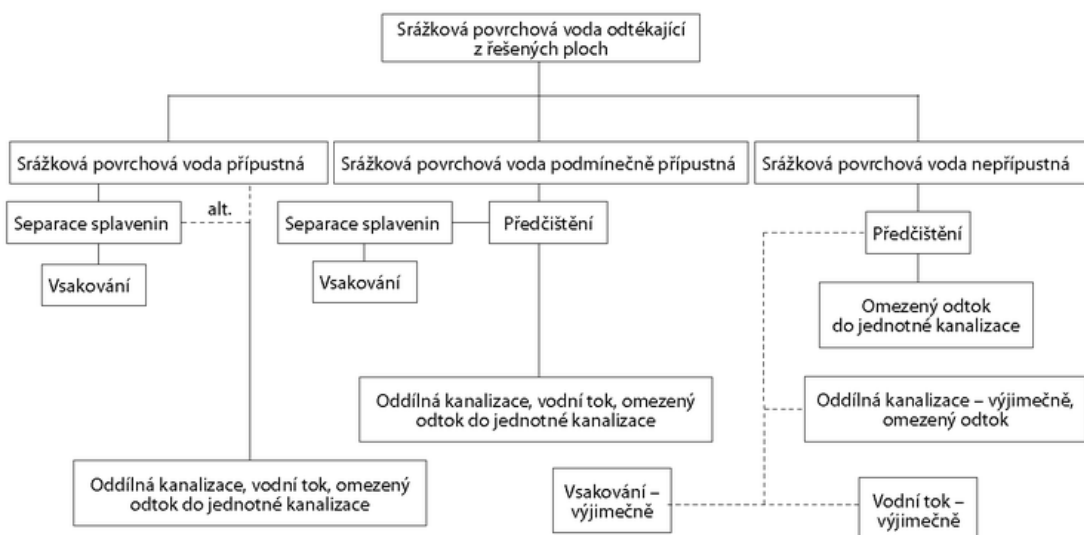 Srážková povrchová voda odtékající
z řešených ploch
Srážková povrchová voda přípustná
Srážková povrchová voda podmínečně přípustná
Srážková povrchová voda nepřípustná
Separace splavenin
alt.
Vsakování
Separace splavenin
Předčištění
Vsakování
Předčištění
Omezený odtok
do jednotné kanalizace
Oddílná kanalizace, vodní tok, omezený
odtok do jednotné kanalizace
Oddílná kanalizace – výjimečně,
omezený odtok
Oddílná kanalizace, vodní tok, omezený
odtok do jednotné kanalizace
Vsakování –
výjimečně
Vodní tok –
výjimečně